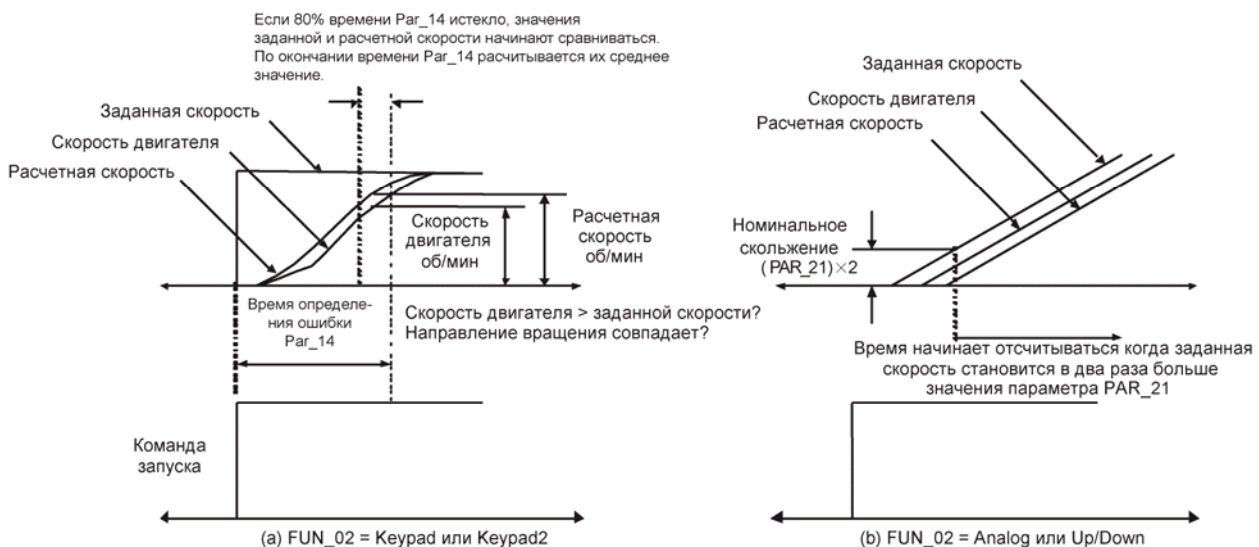 Если 80% времени Par_14 истекло, значения
заданной и расчетной скорости начинают сравниваться.
По окончании времени Par_14 расчитывается их среднее
значение.
Заданная скорость
Скорость двигателя
Расчетная скорость
Скорость
двигателя
об/мин
Расчетная
скорость
об/мин
Время определе-
ния ошибки
Par_14
Скорость двигателя > заданной скорости?
Направление вращения совпадает?
Команда
запуска
(a) FUN_02 = Keypad или Keypad2
Заданная скорость
Скорость двигателя
Расчетная скорость
Номинальное
скольжение
(PAR_21)×2
Время начинает отсчитываться когда заданная
скорость становится в два раза больше
значения параметра PAR_21
(b) FUN_02 = Analog или Up/Down